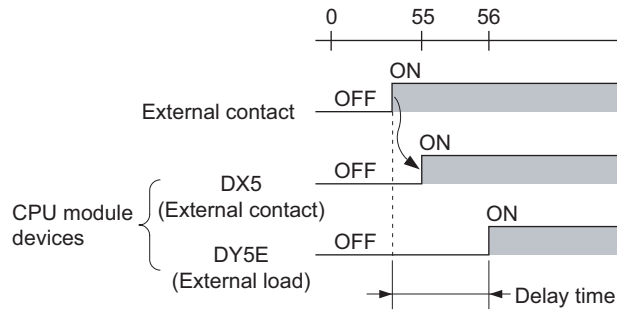 0 55 56
ON
OFF
External contact
ON
OFF
DX5
(External contact)
CPU module
devices
ON
OFF
DY5E
(External load)
Delay time